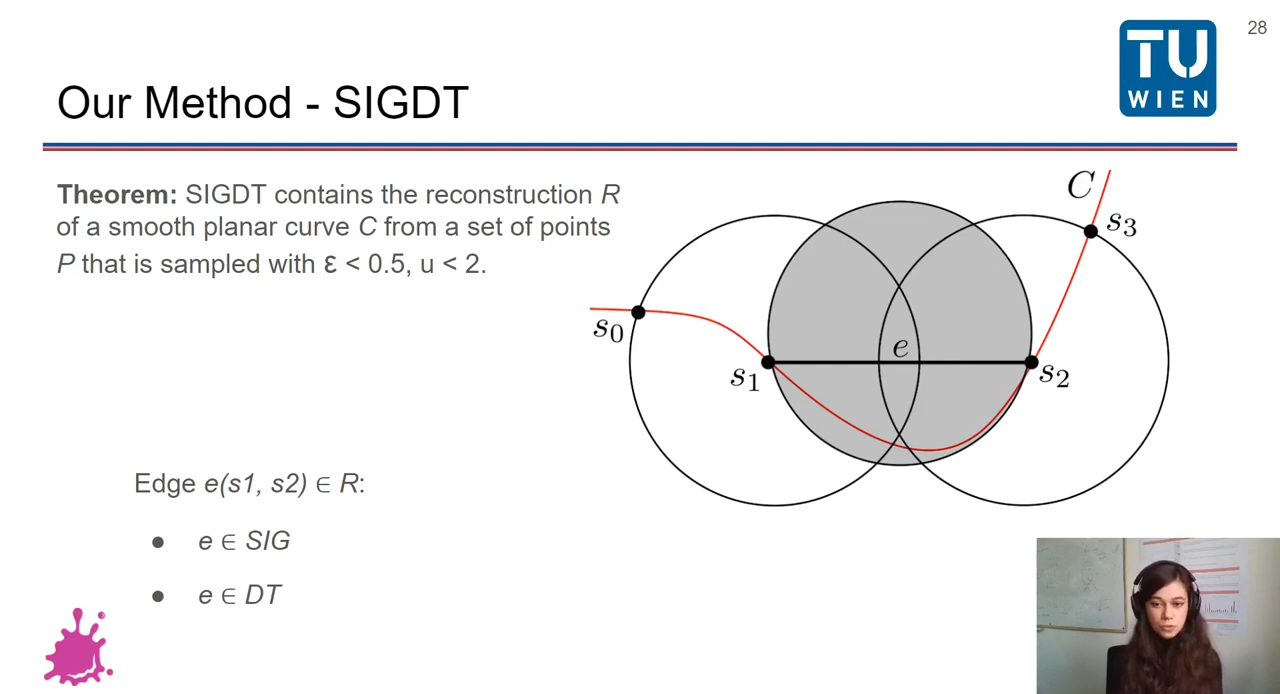 28
TU
WIEN
Our Method - SIGDT
Theorem: SIGDT contains the reconstruction R
of a smooth planar curve C from a set of points
P that is sampled with ε < 0.5, u < 2.
C
s3
s0
e
s1
s2
Edge e(s1, s2) ∈ R:
● e ∈ SIG
● e ∈ DT